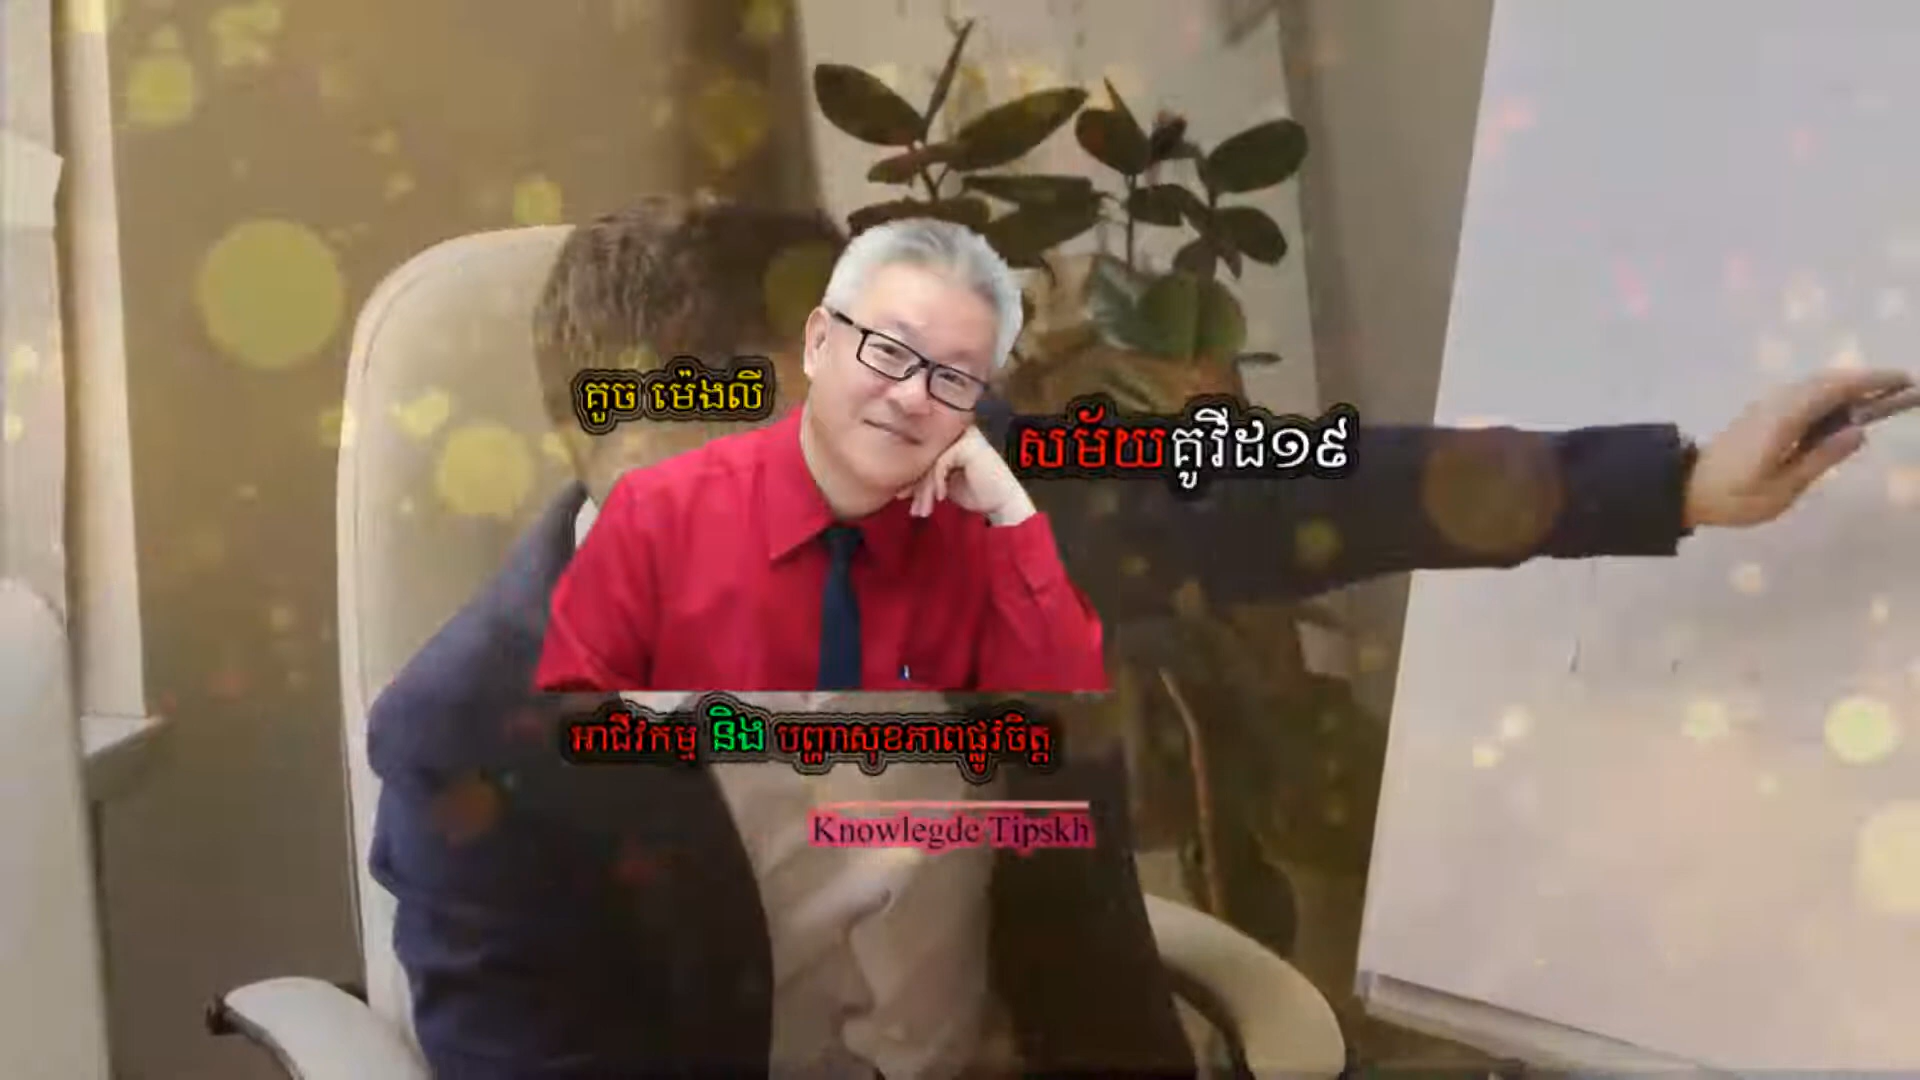 គួច ម៉េងលី
សម័យគូវីដ១៩
អាជីវកម្ម និង បញ្ហាសុខភាពផ្លូវចិត្ត
Knowlegde Tipskh